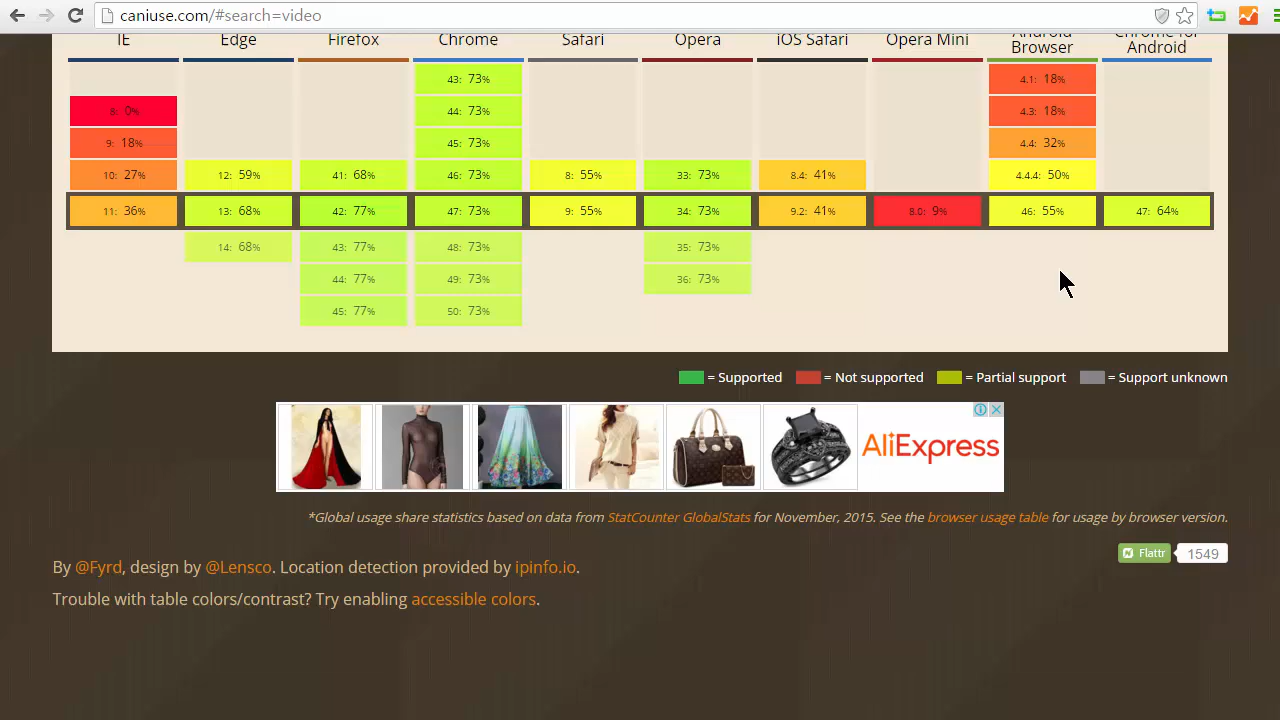 caniuse.com/#search=video
IE Edge Firefox Chrome Safari Opera iOS Safari Opera Mini Android Browser Chrome for Android
43: 73% 4.1: 18%
8: 0% 44: 73% 4.3: 18%
9: 18% 45: 73% 4.4: 32%
10: 27% 12: 59% 41: 68% 46: 73% 8: 55% 33: 73% 8.4: 41% 4.4.4: 50%
11: 36% 13: 68% 42: 77% 47: 73% 9: 55% 34: 73% 9.2: 41% 8.0: 9% 46: 55% 47: 64%
14: 68% 43: 77% 48: 73% 35: 73%
44: 77% 49: 73% 36: 73%
45: 77% 50: 73%
= Supported = Not supported = Partial support = Support unknown
AliExpress
*Global usage share statistics based on data from StatCounter GlobalStats for November, 2015. See the browser usage table for usage by browser version.
Flattr 1549
By @Fyrd, design by @Lensco. Location detection provided by ipinfo.io.
Trouble with table colors/contrast? Try enabling accessible colors.